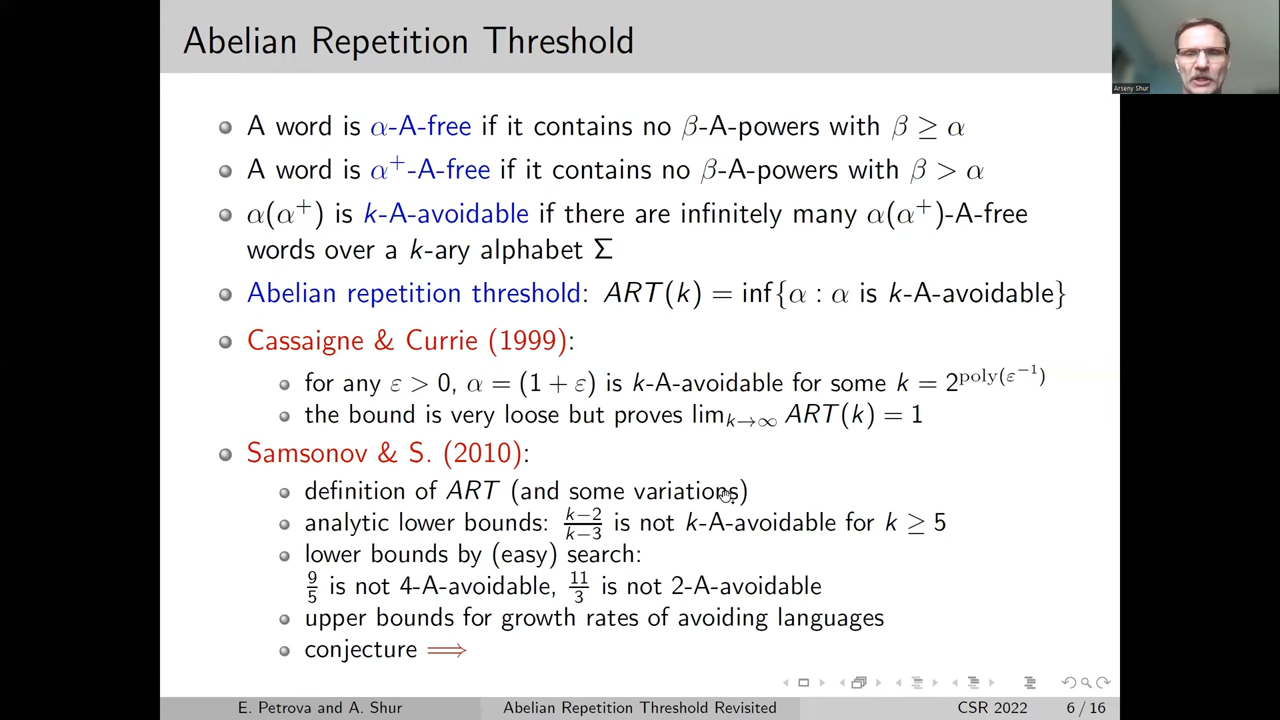 Abelian Repetition Threshold
Arseny Shur
A word is α-A-free if it contains no β-A-powers with β ≥ α
A word is α⁺-A-free if it contains no β-A-powers with β > α
α(α⁺) is k-A-avoidable if there are infinitely many α(α⁺)-A-free
words over a k-ary alphabet Σ
Abelian repetition threshold: ART(k) = inf{α : α is k-A-avoidable}
Cassaigne & Currie (1999):
for any ε > 0, α = (1 + ε) is k-A-avoidable for some k = 2^poly(ε⁻¹)
the bound is very loose but proves lim_{k→∞} ART(k) = 1
Samsonov & S. (2010):
definition of ART (and some variations)
analytic lower bounds: (k−2)/(k−3) is not k-A-avoidable for k ≥ 5
lower bounds by (easy) search:
9/5 is not 4-A-avoidable, 11/3 is not 2-A-avoidable
upper bounds for growth rates of avoiding languages
conjecture ⟹
E. Petrova and A. Shur Abelian Repetition Threshold Revisited CSR 2022 6 / 16